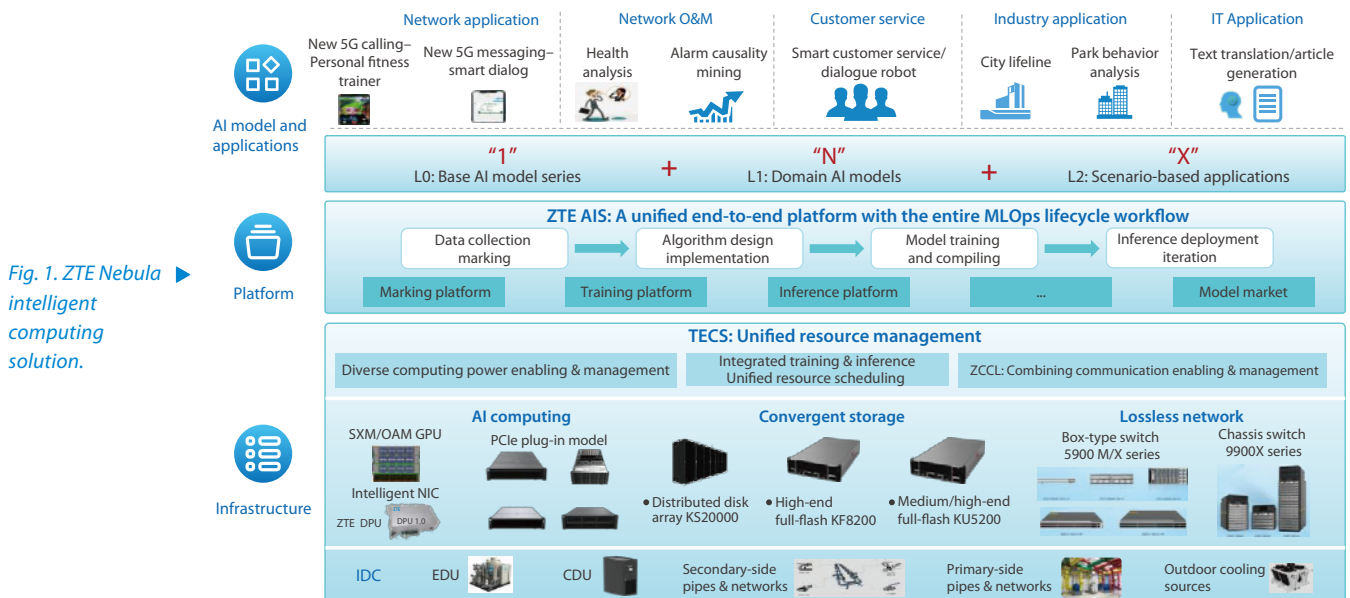 Fig. 1. ZTE Nebula
intelligent
computing
solution.
AI model and
applications
Network application
Network O&M
Customer service
Industry application
IT Application
New 5G calling–
Personal fitness
trainer
New 5G messaging–
smart dialog
Health
analysis
Alarm causality
mining
Smart customer service/
dialogue robot
City lifeline
Park behavior
analysis
Text translation/article
generation
"1"
L0: Base AI model series
+
"N"
L1: Domain AI models
+
"X"
L2: Scenario-based applications
Platform
ZTE AIS: A unified end-to-end platform with the entire MLOps lifecycle workflow
Data collection
marking
Algorithm design
implementation
Model training
and compiling
Inference deployment
iteration
Marking platform
Training platform
Inference platform
...
Model market
Infrastructure
TECS: Unified resource management
Diverse computing power enabling & management
Integrated training & inference
Unified resource scheduling
ZCCL: Combining communication enabling & management
AI computing
SXM/OAM GPU
PCIe plug-in model
Intelligent NIC
ZTE DPU
DPU 1.0
Convergent storage
• Distributed disk
array KS20000
• High-end
full-flash KF8200
• Medium/high-end
full-flash KU5200
Lossless network
Box-type switch
5900 M/X series
Chassis switch
9900X series
IDC
EDU
CDU
Secondary-side
pipes & networks
Primary-side
pipes & networks
Outdoor cooling
sources